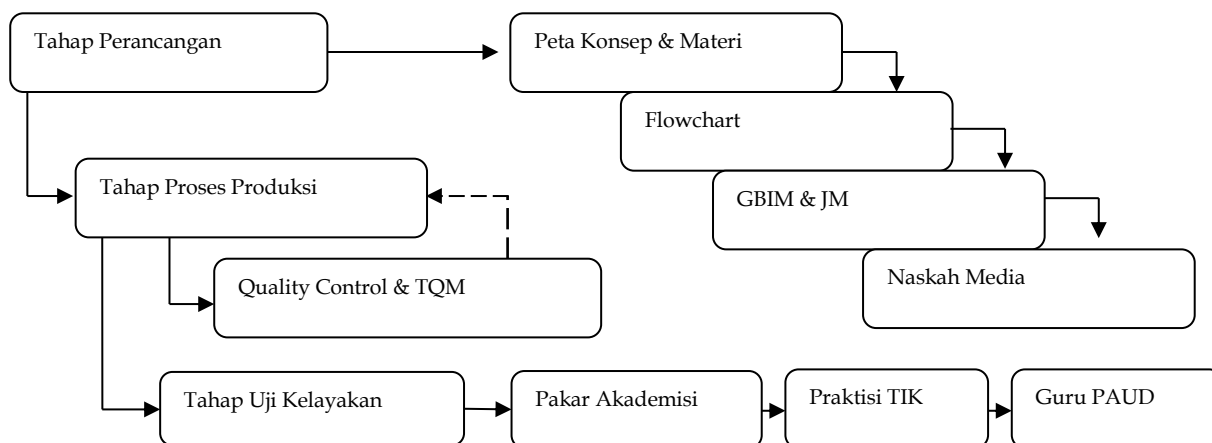 Tahap Perancangan
Peta Konsep & Materi
Flowchart
Tahap Proses Produksi
GBIM & JM
Quality Control & TQM
Naskah Media
Tahap Uji Kelayakan
Pakar Akademisi
Praktisi TIK
Guru PAUD